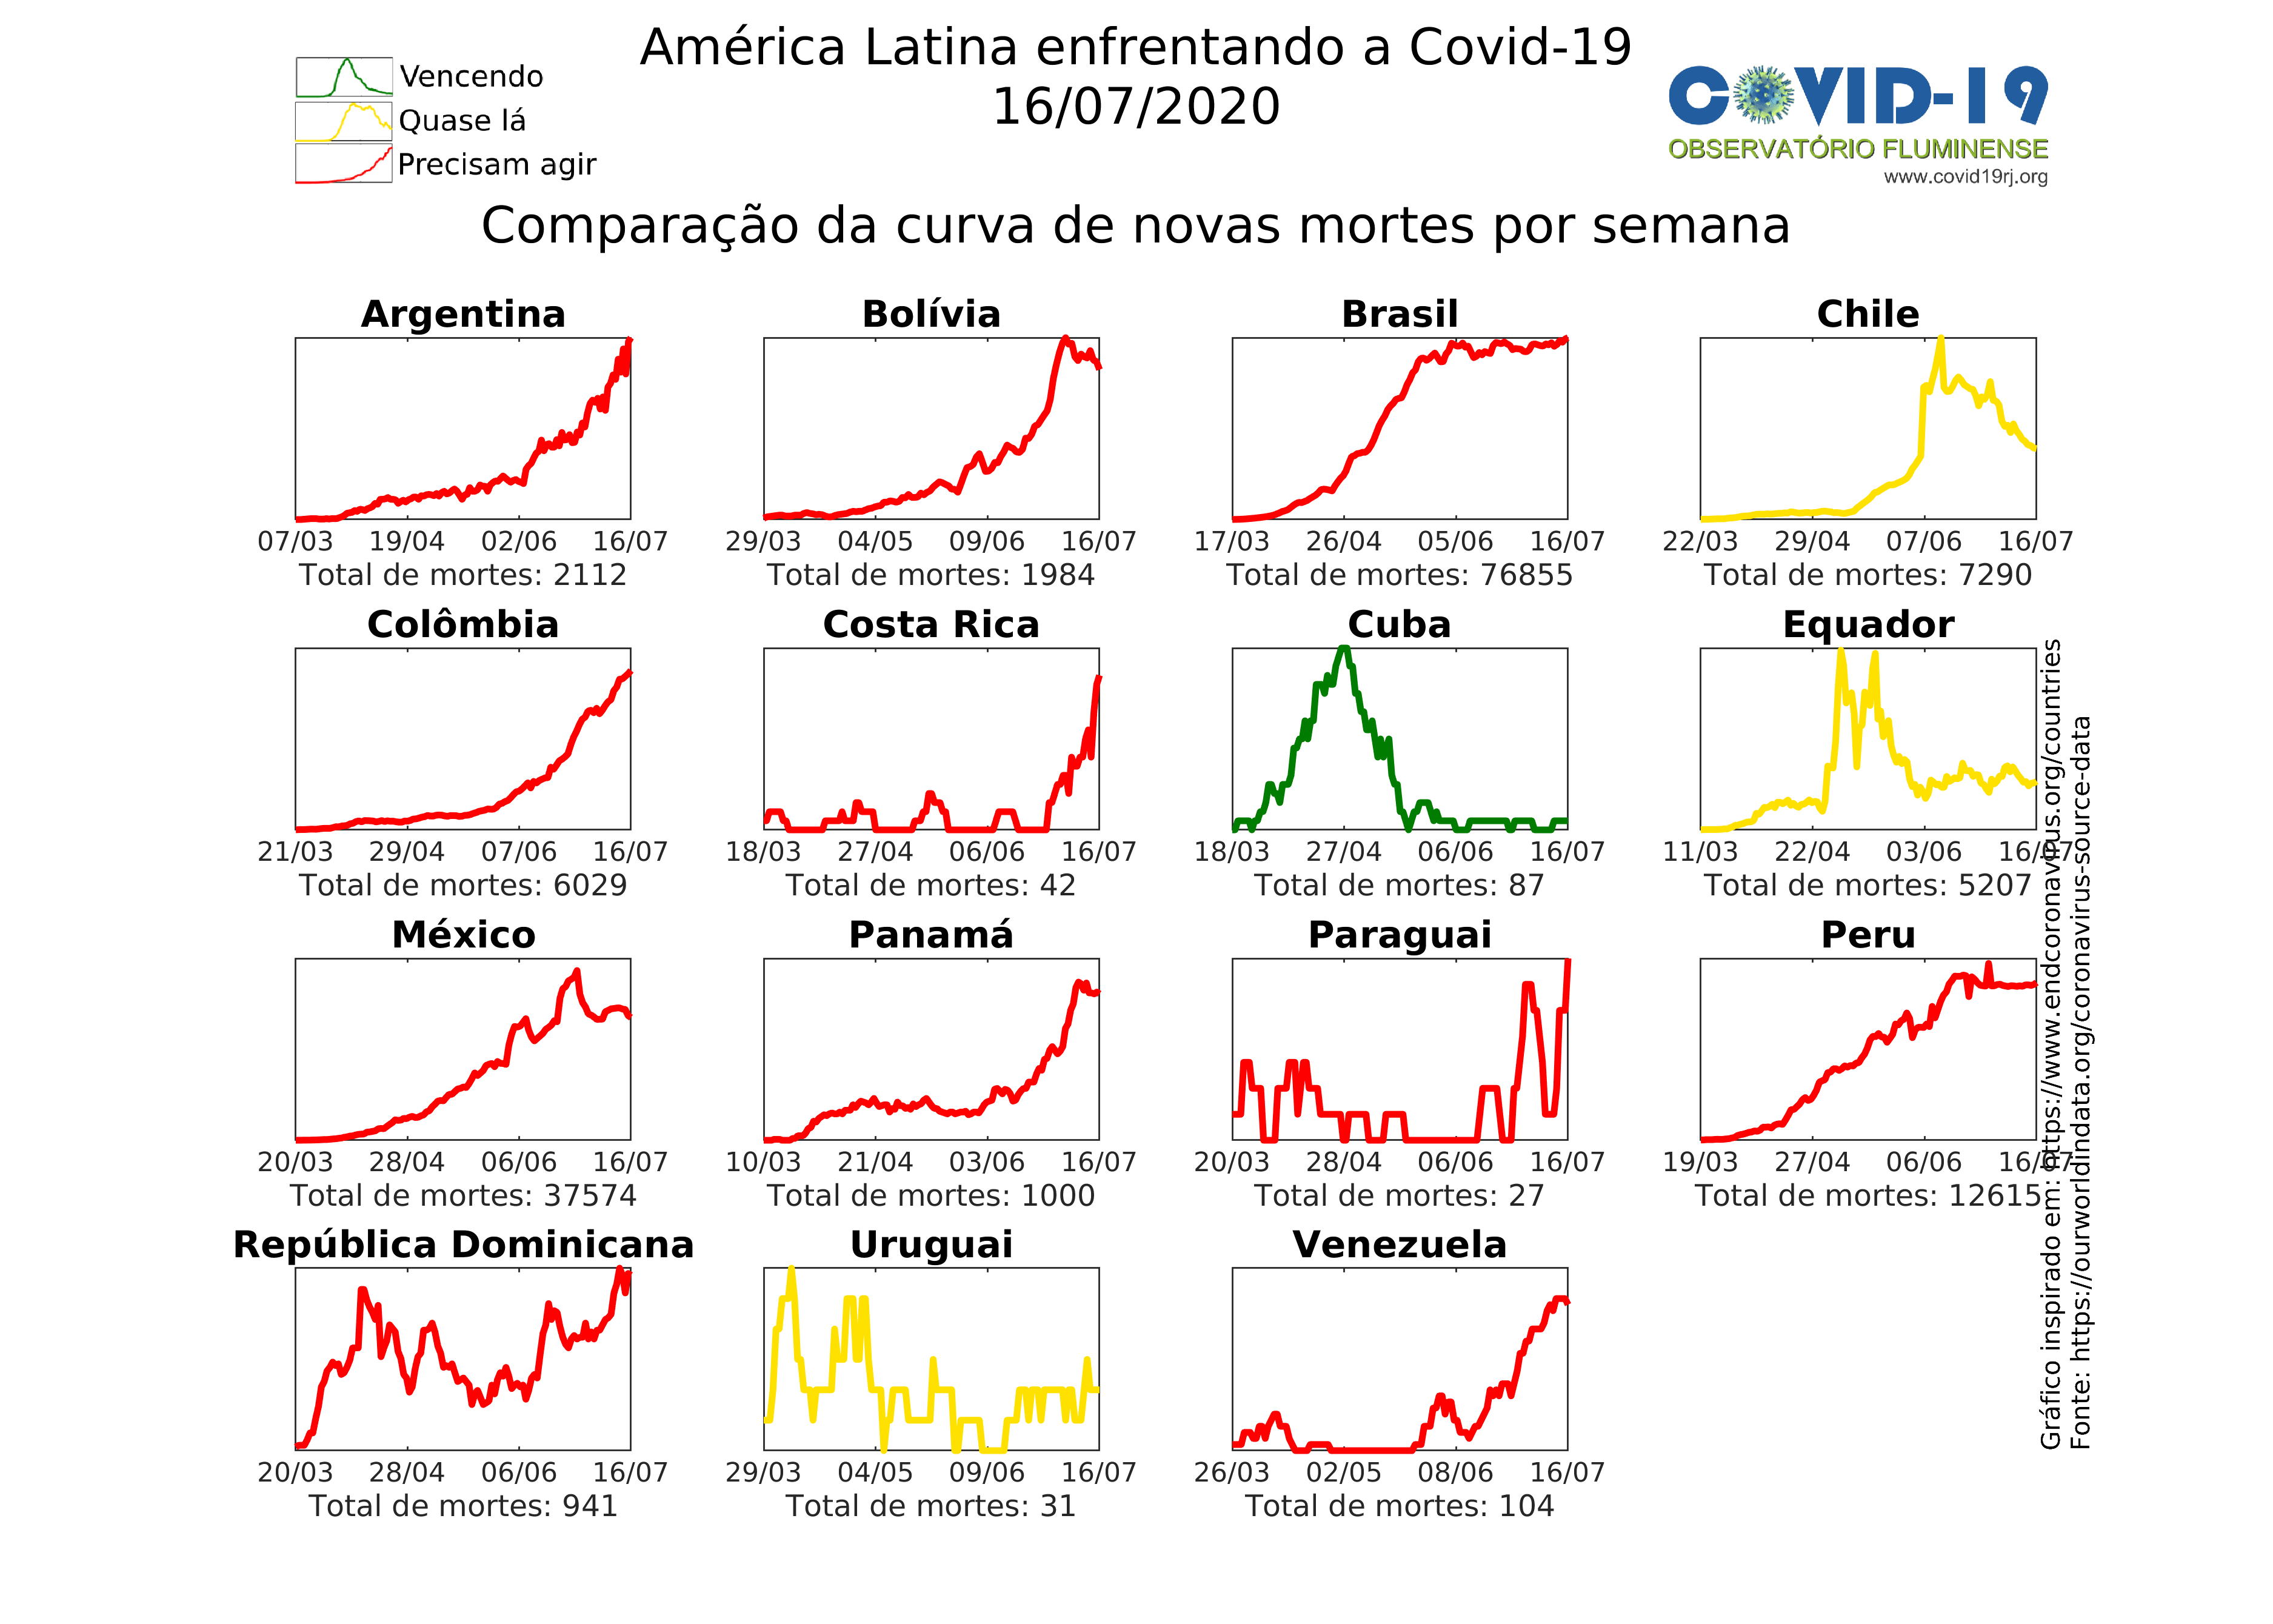 América Latina enfrentando a Covid-19
16/07/2020
Vencendo
Quase lá
Precisam agir
COVID-19
OBSERVATÓRIO FLUMINENSE
www.covid19rj.org
Comparação da curva de novas mortes por semana
Argentina
07/03 19/04 02/06 16/07
Total de mortes: 2112
Bolívia
29/03 04/05 09/06 16/07
Total de mortes: 1984
Brasil
17/03 26/04 05/06 16/07
Total de mortes: 76855
Chile
22/03 29/04 07/06 16/07
Total de mortes: 7290
Colômbia
21/03 29/04 07/06 16/07
Total de mortes: 6029
Costa Rica
18/03 27/04 06/06 16/07
Total de mortes: 42
Cuba
18/03 27/04 06/06 16/07
Total de mortes: 87
Equador
11/03 22/04 03/06 16/07
Total de mortes: 5207
México
20/03 28/04 06/06 16/07
Total de mortes: 37574
Panamá
10/03 21/04 03/06 16/07
Total de mortes: 1000
Paraguai
20/03 28/04 06/06 16/07
Total de mortes: 27
Peru
19/03 27/04 06/06 16/07
Total de mortes: 12615
República Dominicana
20/03 28/04 06/06 16/07
Total de mortes: 941
Uruguai
29/03 04/05 09/06 16/07
Total de mortes: 31
Venezuela
26/03 02/05 08/06 16/07
Total de mortes: 104
Gráfico inspirado em: https://www.endcoronavirus.org/countries
Fonte: https://ourworldindata.org/coronavirus-source-data